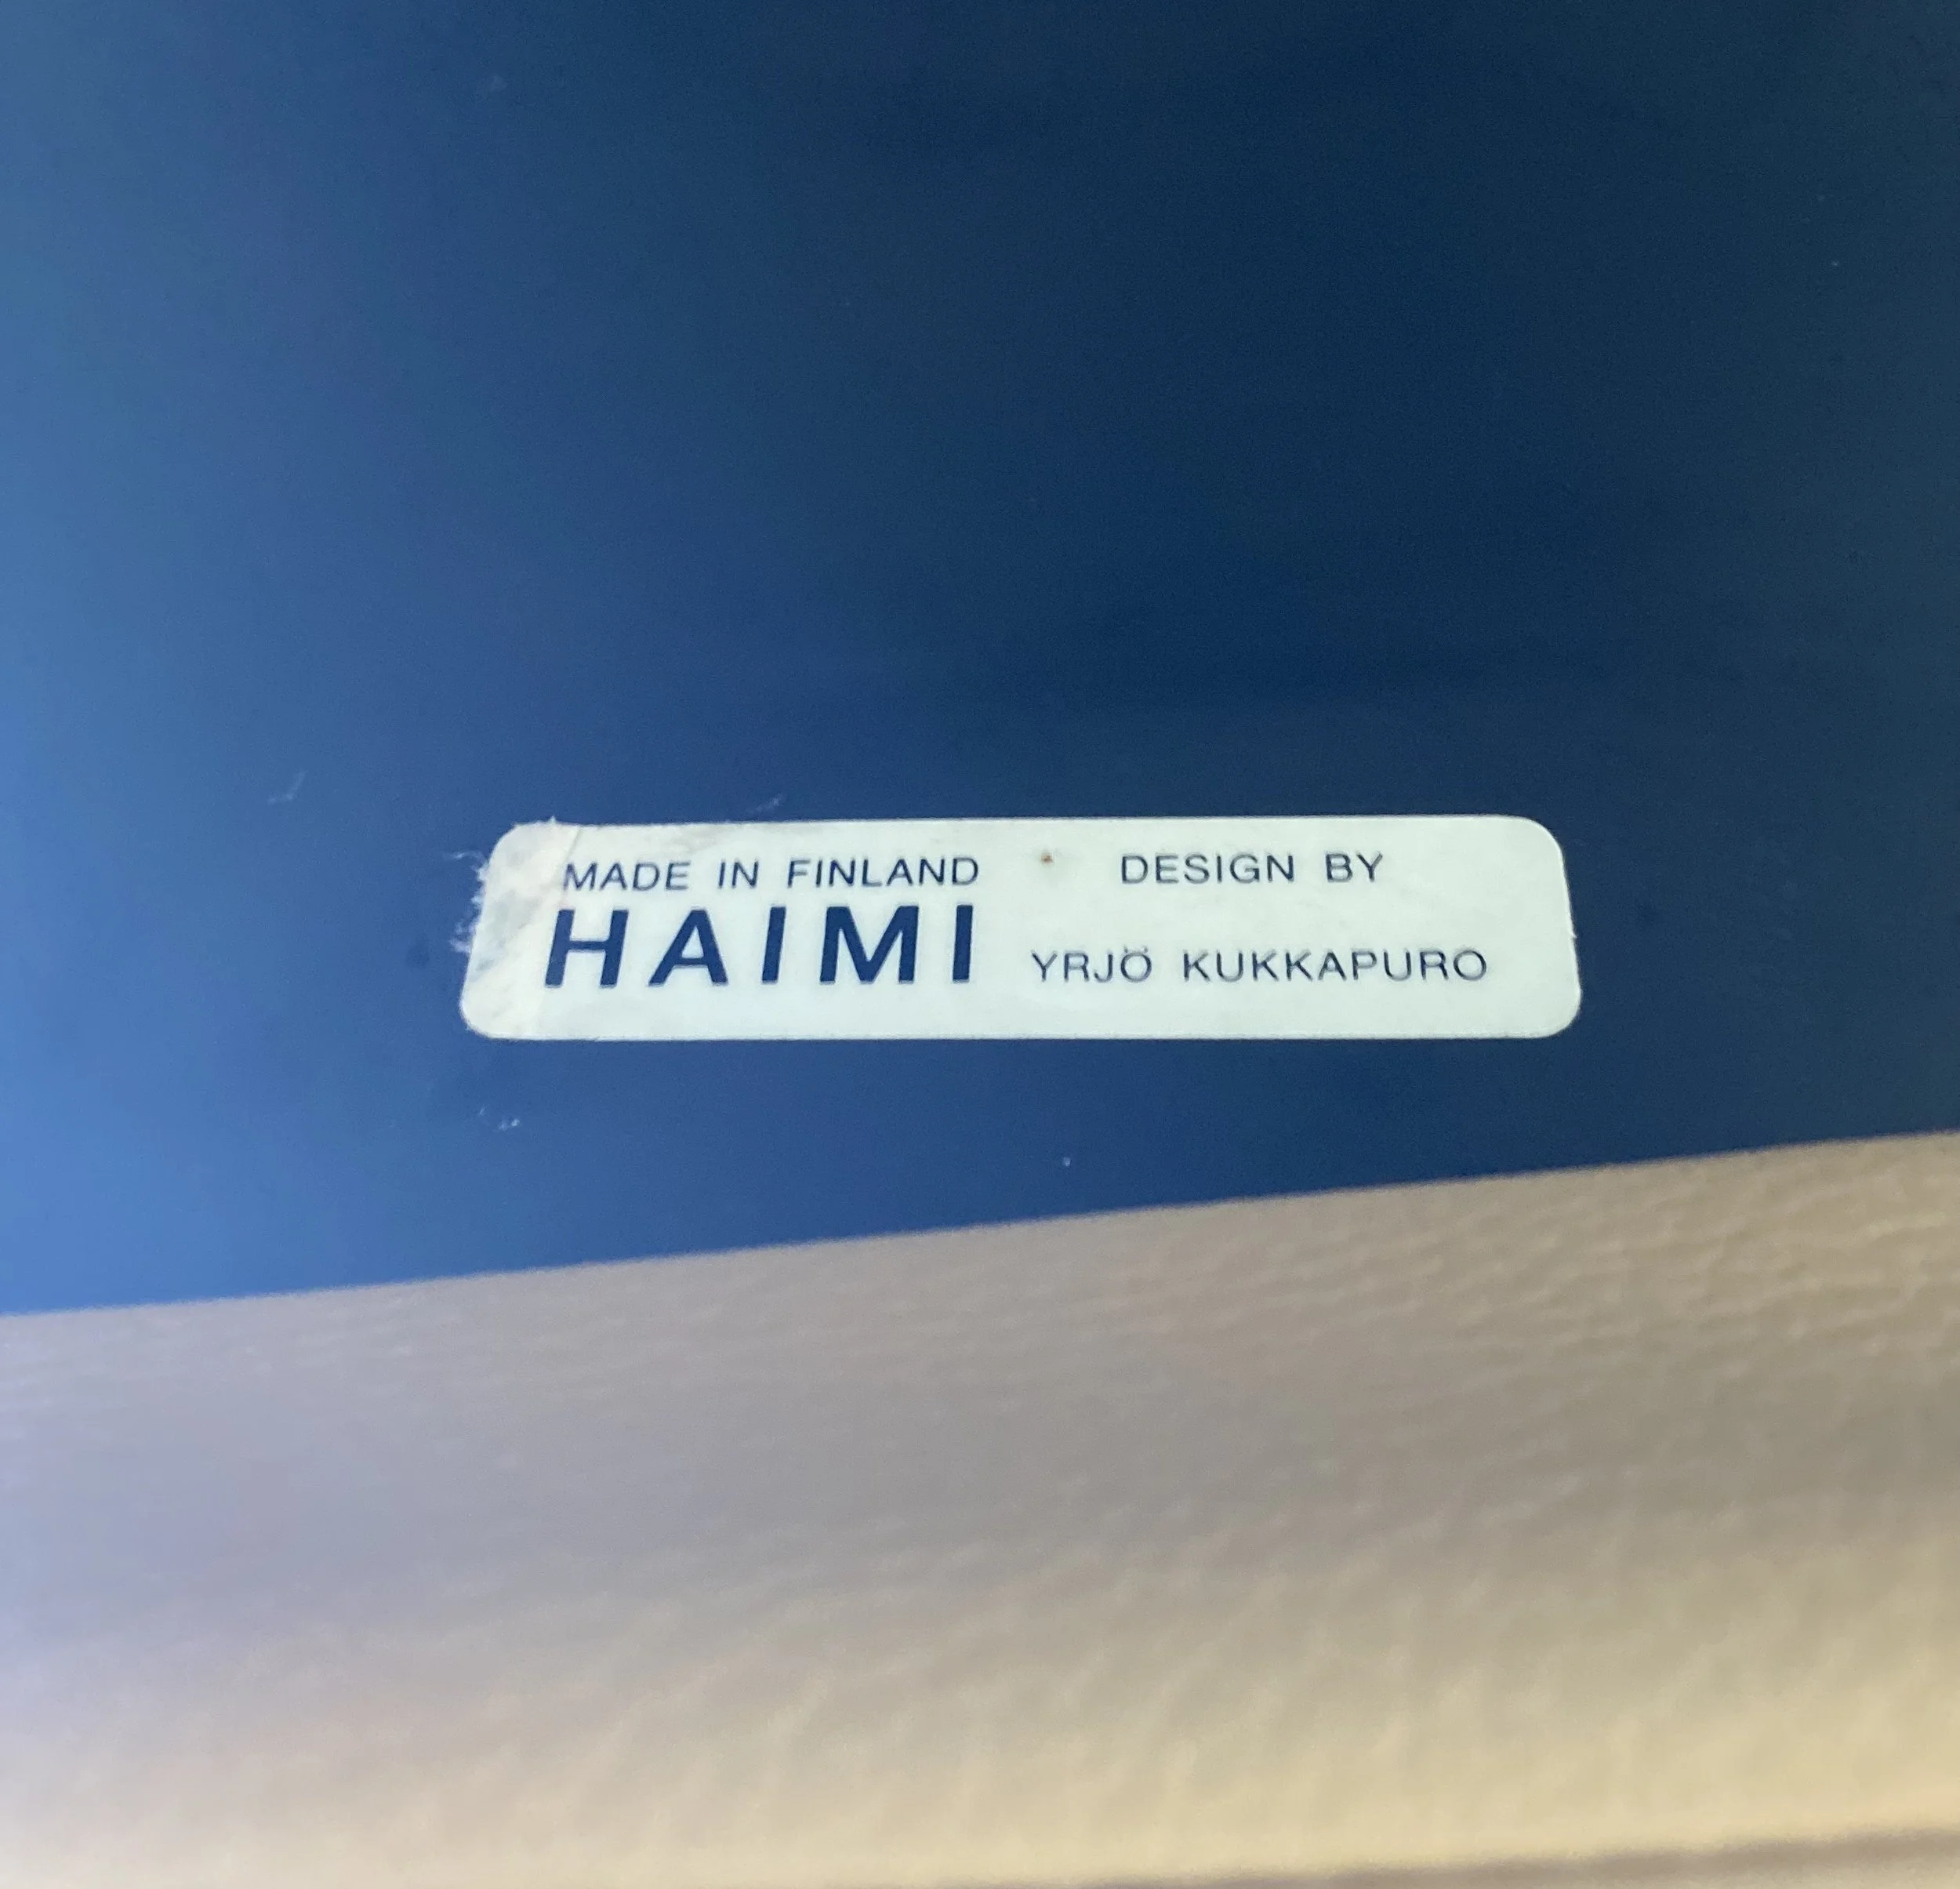 MADE IN FINLAND
HAIMI
DESIGN BY
YRJÖ KUKKAPURO